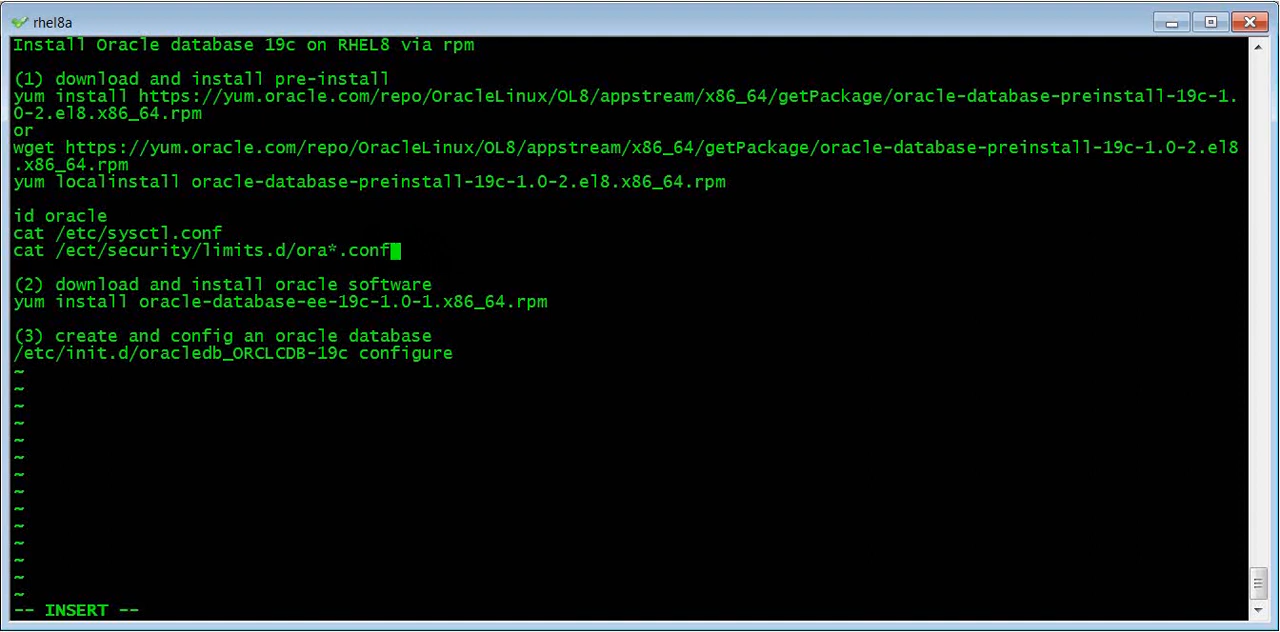 rhel8a
Install Oracle database 19c on RHEL8 via rpm
(1) download and install pre-install
yum install https://yum.oracle.com/repo/OracleLinux/OL8/appstream/x86_64/getPackage/oracle-database-preinstall-19c-1.
0-2.el8.x86_64.rpm
or
wget https://yum.oracle.com/repo/OracleLinux/OL8/appstream/x86_64/getPackage/oracle-database-preinstall-19c-1.0-2.el8
.x86_64.rpm
yum localinstall oracle-database-preinstall-19c-1.0-2.el8.x86_64.rpm
id oracle
cat /etc/sysctl.conf
cat /ect/security/limits.d/ora*.conf
(2) download and install oracle software
yum install oracle-database-ee-19c-1.0-1.x86_64.rpm
(3) create and config an oracle database
/etc/init.d/oracledb_ORCLCDB-19c configure
~
~
~
~
~
~
~
~
~
~
~
~
~
~
-- INSERT --